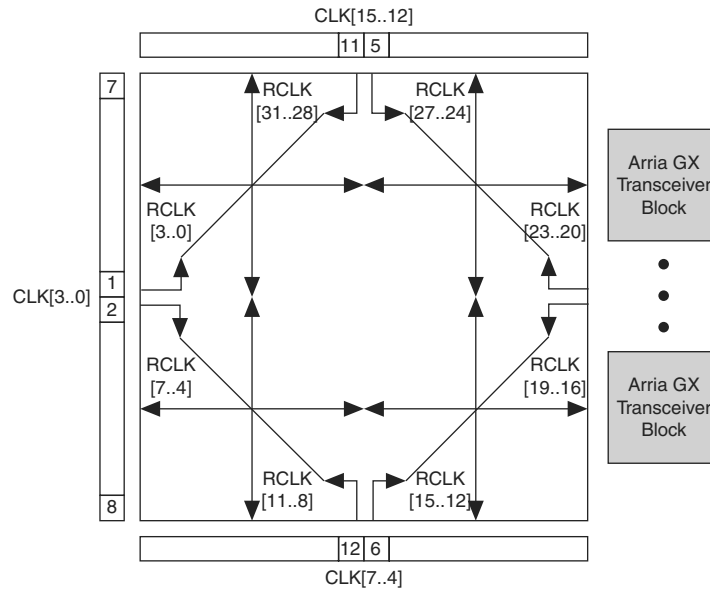 CLK[15..12]
11 5
7
RCLK
[31..28]
RCLK
[27..24]
Arria GX
Transceiver
Block
RCLK
[3..0]
RCLK
[23..20]
CLK[3..0]
1
2
RCLK
[7..4]
RCLK
[19..16]
Arria GX
Transceiver
Block
RCLK
[11..8]
RCLK
[15..12]
8
12 6
CLK[7..4]